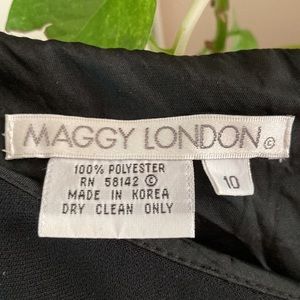 MAGGY LONDON ©
100% POLYESTER
RN 58142 ©
MADE IN KOREA
DRY CLEAN ONLY
10